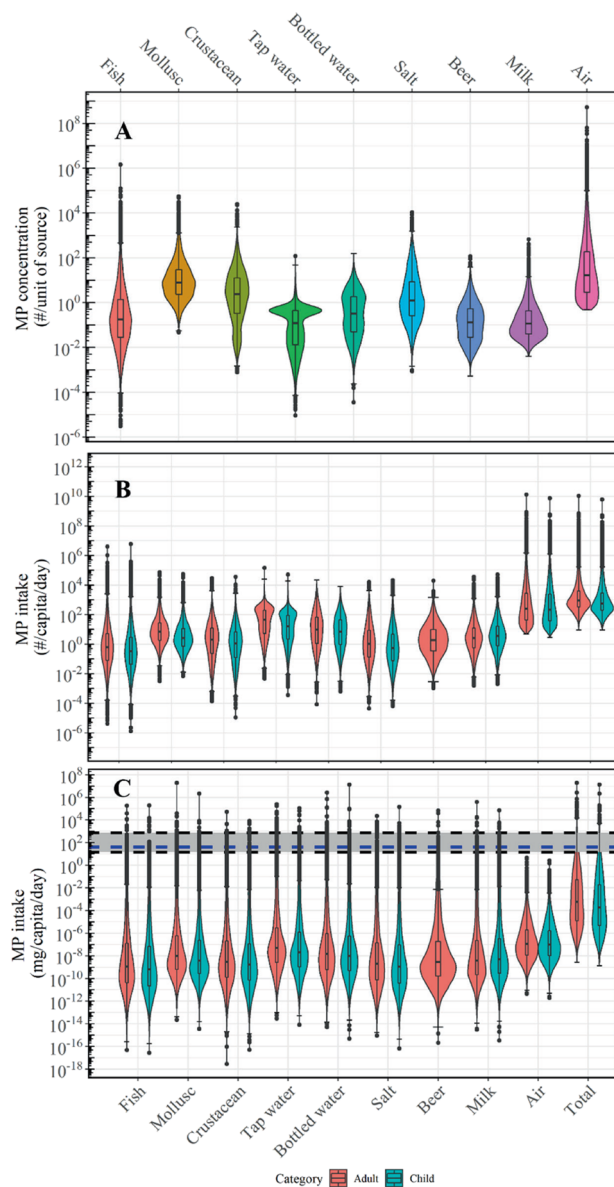 Fish Mollusc Crustacean Tap water Bottled water Salt Beer Milk Air
A
MP concentration
(#/unit of source)
10^8
10^6
10^4
10^2
10^0
10^-2
10^-4
10^-6
B
MP intake
(#/capita/day)
10^12
10^10
10^8
10^6
10^4
10^2
10^0
10^-2
10^-4
10^-6
C
MP intake
(mg/capita/day)
10^8
10^6
10^4
10^2
10^0
10^-2
10^-4
10^-6
10^-8
10^-10
10^-12
10^-14
10^-16
10^-18
Fish Mollusc Crustacean Tap water Bottled water Salt Beer Milk Air Total
Category Adult Child